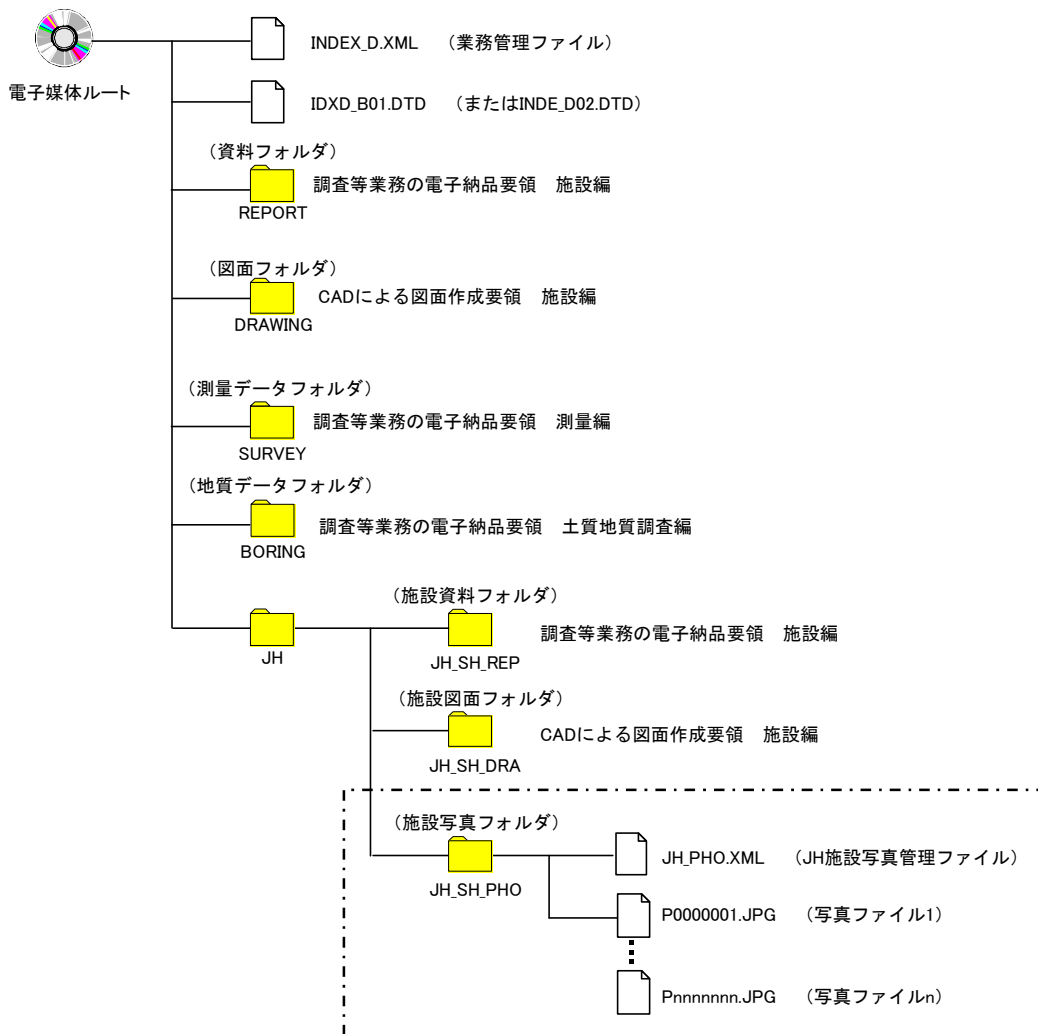 INDEX_D.XML （業務管理ファイル）
電子媒体ルート
IDXD_B01.DTD （またはINDE_D02.DTD）
（資料フォルダ）
調査等業務の電子納品要領　施設編
REPORT
（図面フォルダ）
CADによる図面作成要領　施設編
DRAWING
（測量データフォルダ）
調査等業務の電子納品要領　測量編
SURVEY
（地質データフォルダ）
調査等業務の電子納品要領　土質地質調査編
BORING
JH
（施設資料フォルダ）
調査等業務の電子納品要領　施設編
JH_SH_REP
（施設図面フォルダ）
CADによる図面作成要領　施設編
JH_SH_DRA
（施設写真フォルダ）
JH_SH_PHO
JH_PHO.XML （JH施設写真管理ファイル）
P0000001.JPG （写真ファイル1）
Pnnnnnnn.JPG （写真ファイルn）